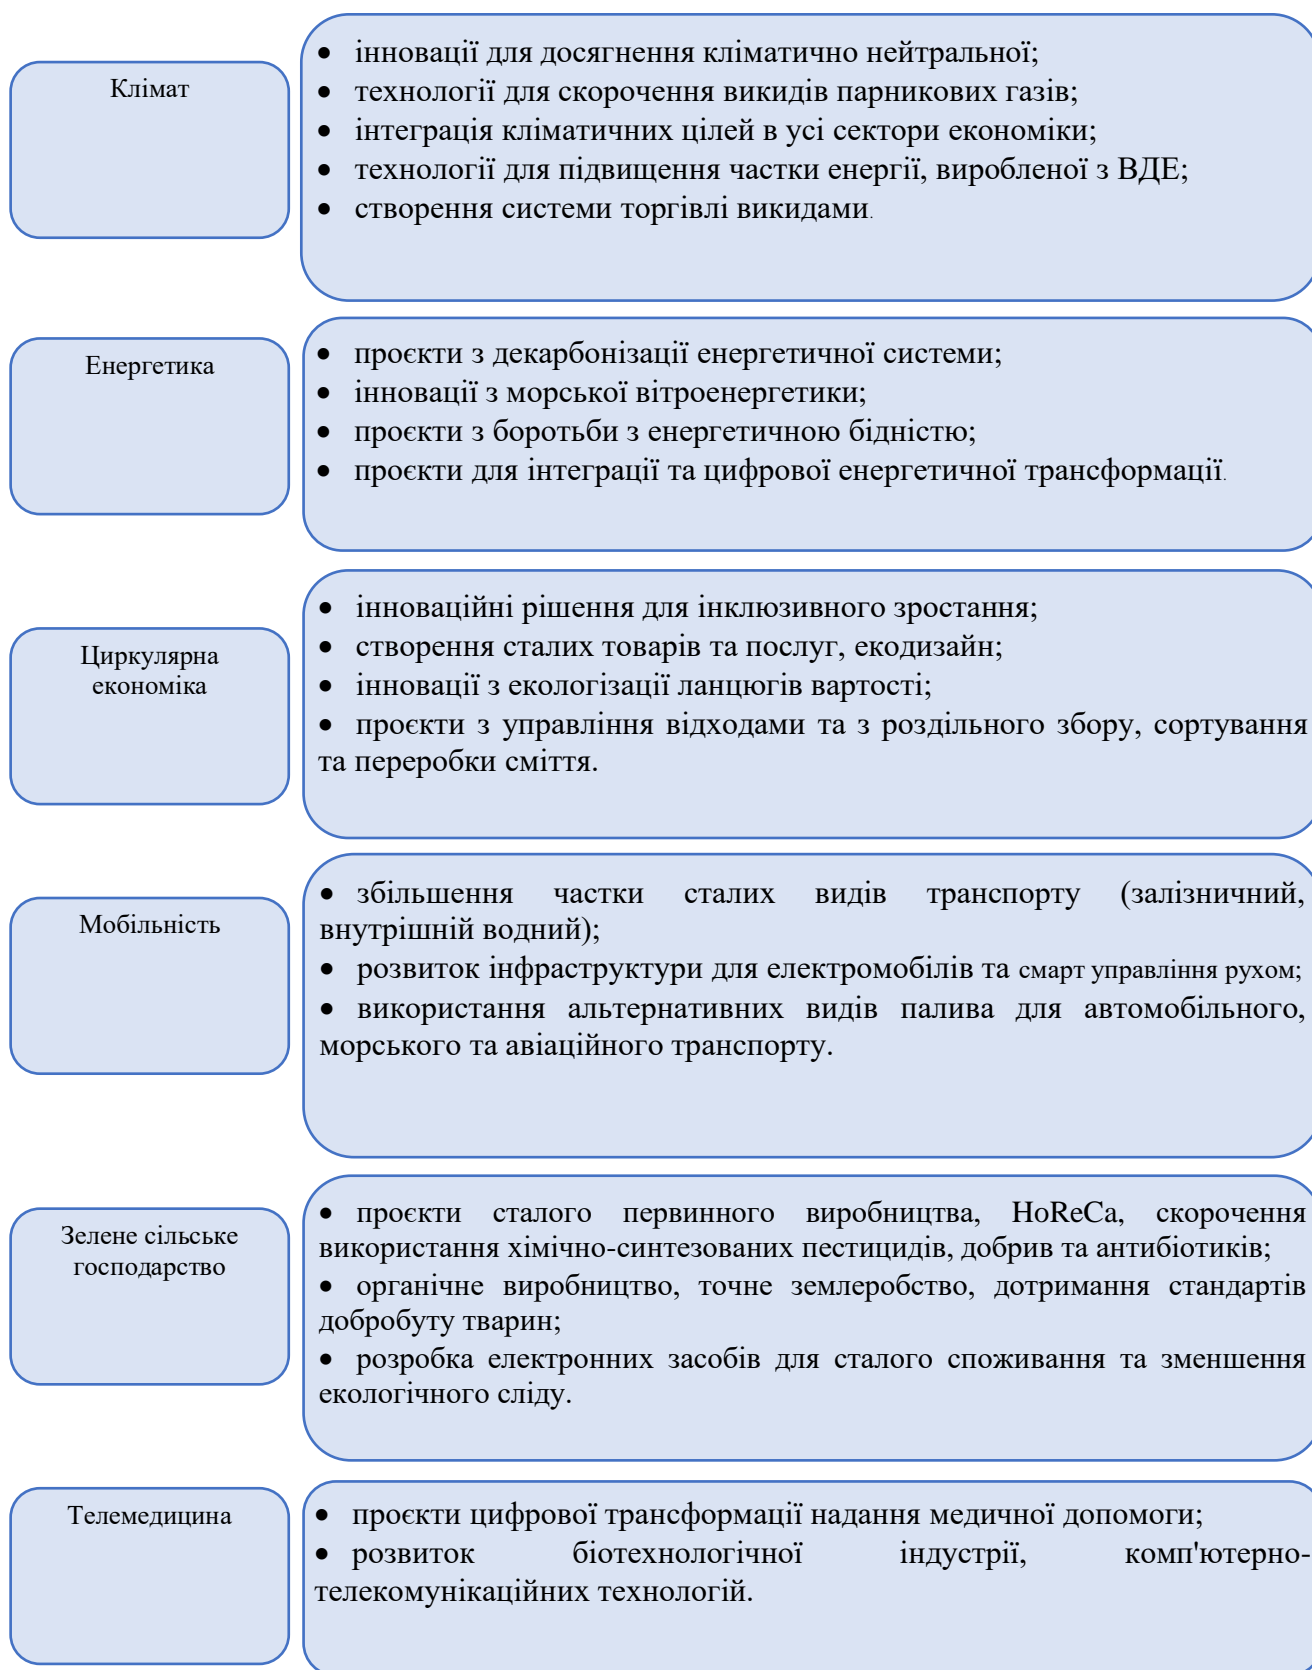 Клімат
• інновації для досягнення кліматично нейтральної;
• технології для скорочення викидів парникових газів;
• інтеграція кліматичних цілей в усі сектори економіки;
• технології для підвищення частки енергії, виробленої з ВДЕ;
• створення системи торгівлі викидами.
Енергетика
• проєкти з декарбонізації енергетичної системи;
• інновації з морської вітроенергетики;
• проєкти з боротьби з енергетичною бідністю;
• проєкти для інтеграції та цифрової енергетичної трансформації.
Циркулярна
економіка
• інноваційні рішення для інклюзивного зростання;
• створення сталих товарів та послуг, екодизайн;
• інновації з екологізації ланцюгів вартості;
• проєкти з управління відходами та з роздільного збору, сортування
та переробки сміття.
Мобільність
• збільшення частки сталих видів транспорту (залізничний,
внутрішній водний);
• розвиток інфраструктури для електромобілів та смарт управління рухом;
• використання альтернативних видів палива для автомобільного,
морського та авіаційного транспорту.
Зелене сільське
господарство
• проєкти сталого первинного виробництва, HoReCa, скорочення
використання хімічно-синтезованих пестицидів, добрив та антибіотиків;
• органічне виробництво, точне землеробство, дотримання стандартів
добробуту тварин;
• розробка електронних засобів для сталого споживання та зменшення
екологічного сліду.
Телемедицина
• проєкти цифрової трансформації надання медичної допомоги;
• розвиток біотехнологічної індустрії, комп'ютерно-
телекомунікаційних технологій.